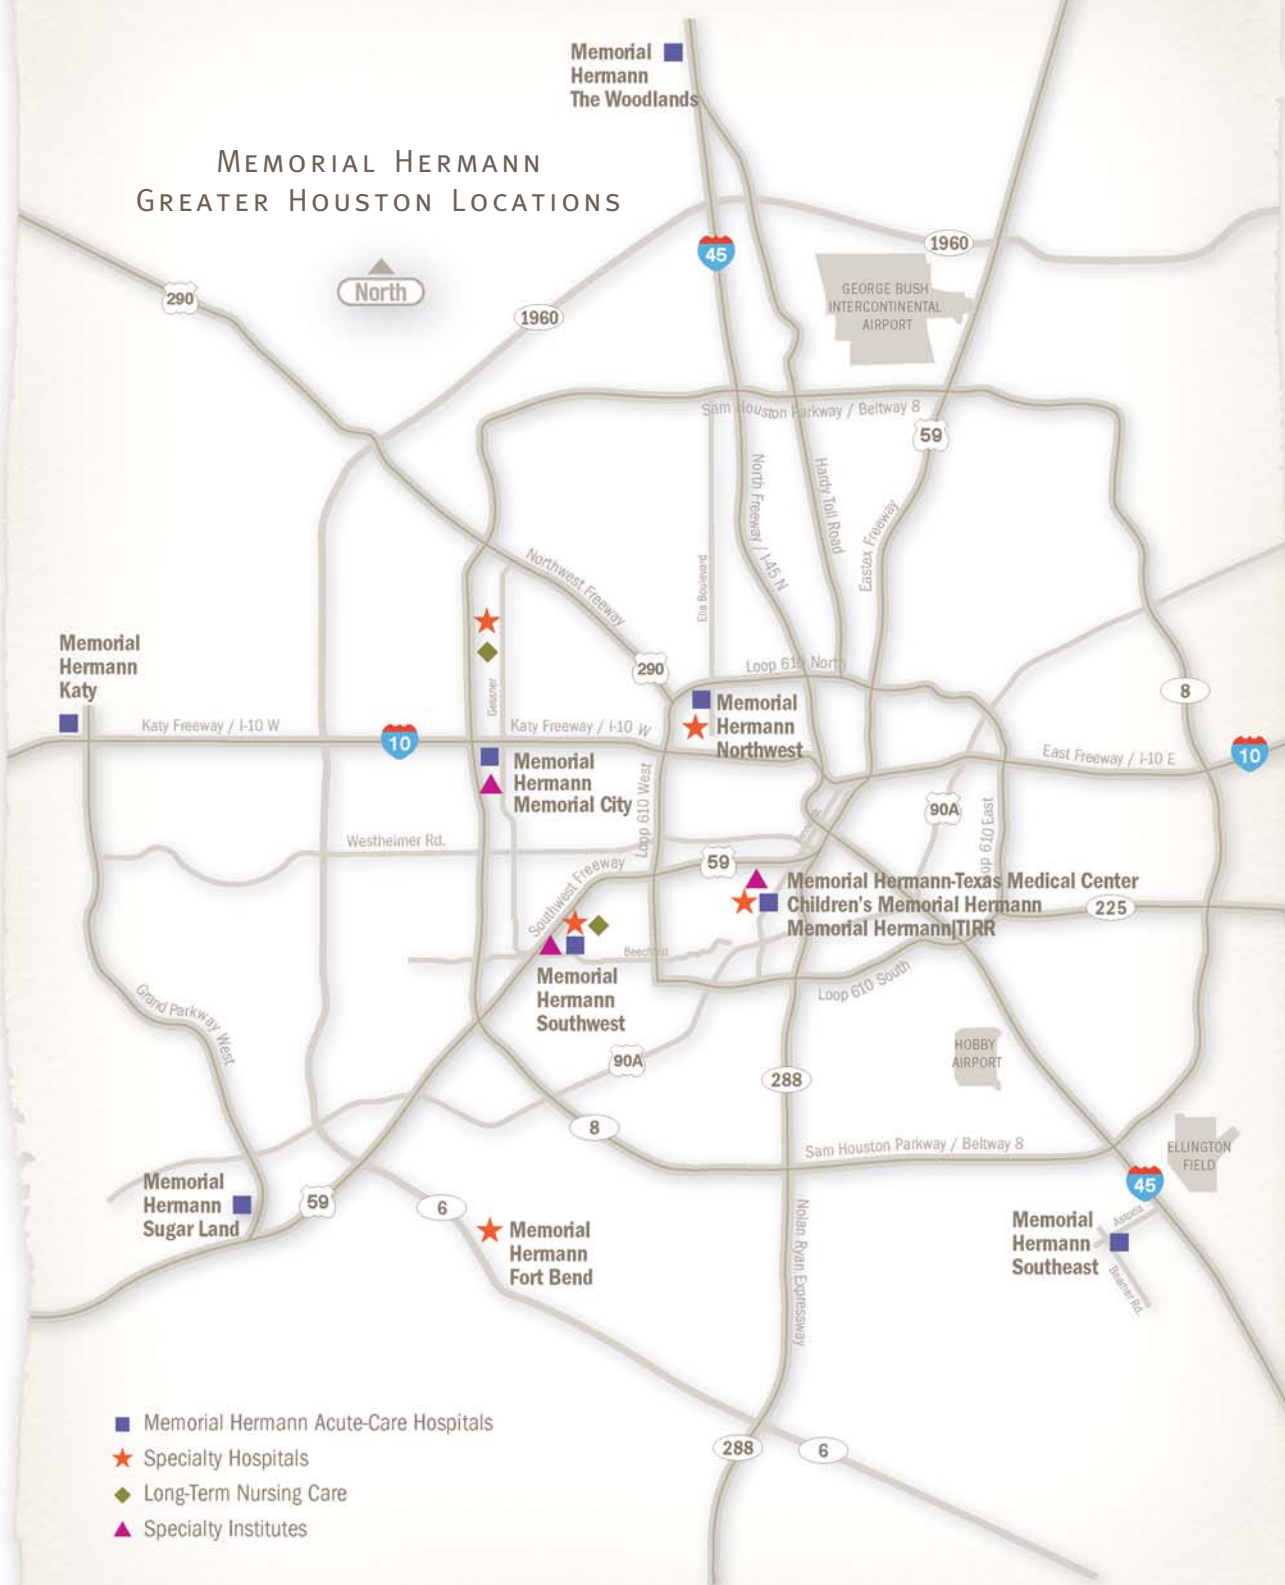 Memorial
Hermann
The Woodlands
MEMORIAL HERMANN
GREATER HOUSTON LOCATIONS
North
45
1960
290
1960
GEORGE BUSH
INTERCONTINENTAL
AIRPORT
Sam Houston Parkway / Beltway 8
59
North Freeway / I-45 N
Hardy Toll Road
Eastex Freeway
Northwest Freeway
Ella Boulevard
Memorial
Hermann
Katy
290
Loop 610 North
Gessner
8
Memorial
Hermann
Northwest
Katy Freeway / I-10 W
10
Katy Freeway / I-10 W
East Freeway / I-10 E
10
Memorial
Hermann
Memorial City
Loop 610 West
90A
Loop 610 East
Westheimer Rd.
59
Southwest Freeway
Memorial Hermann-Texas Medical Center
Children's Memorial Hermann
Memorial Hermann|TIRR
225
Beechnut
Memorial
Hermann
Southwest
Loop 610 South
Grand Parkway West
HOBBY
AIRPORT
90A
288
8
Sam Houston Parkway / Beltway 8
ELLINGTON
FIELD
Memorial
Hermann
Sugar Land
59
6
45
Memorial
Hermann
Fort Bend
Nolan Ryan Expressway
Memorial
Hermann
Southeast
Astoria
Beamer Rd.
288
6
Memorial Hermann Acute-Care Hospitals
Specialty Hospitals
Long-Term Nursing Care
Specialty Institutes